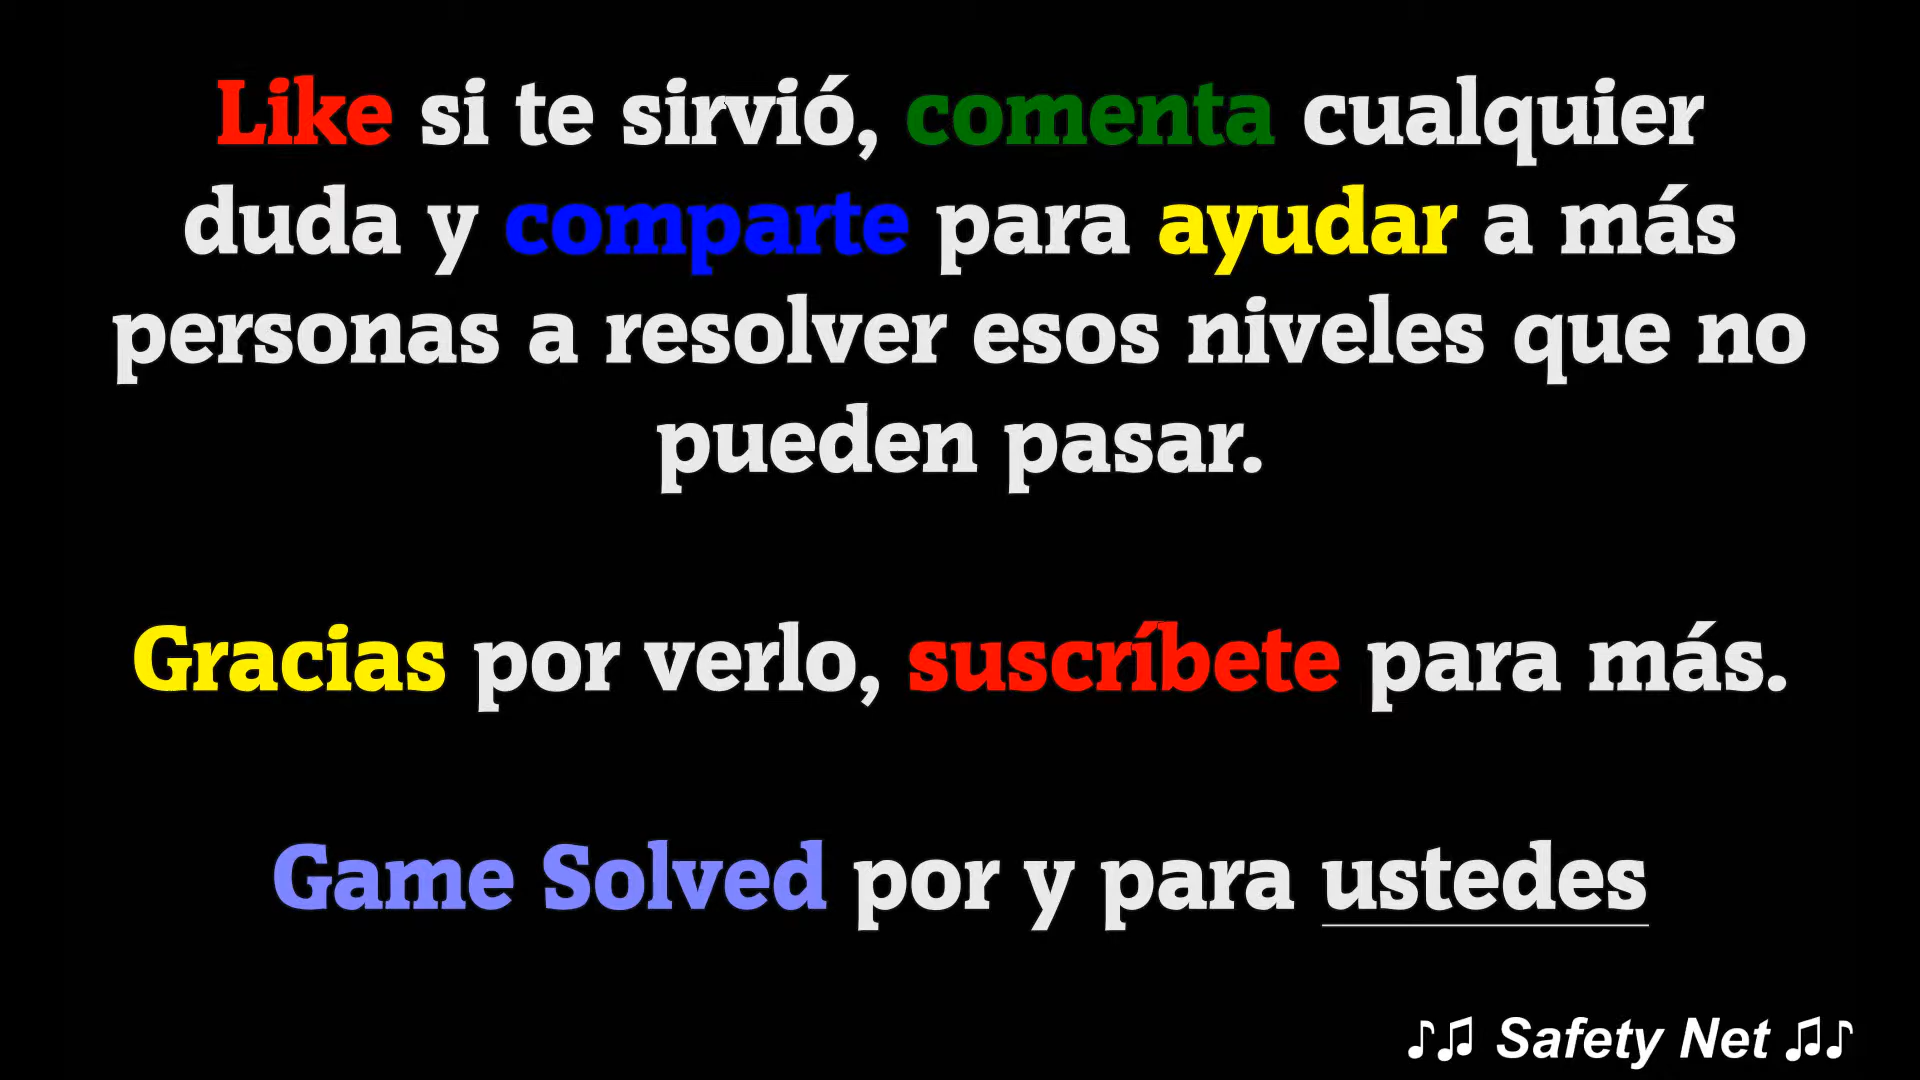 Like si te sirvió, comenta cualquier
duda y comparte para ayudar a más
personas a resolver esos niveles que no
pueden pasar.
Gracias por verlo, suscríbete para más.
Game Solved por y para ustedes
♪♫ Safety Net ♫♪